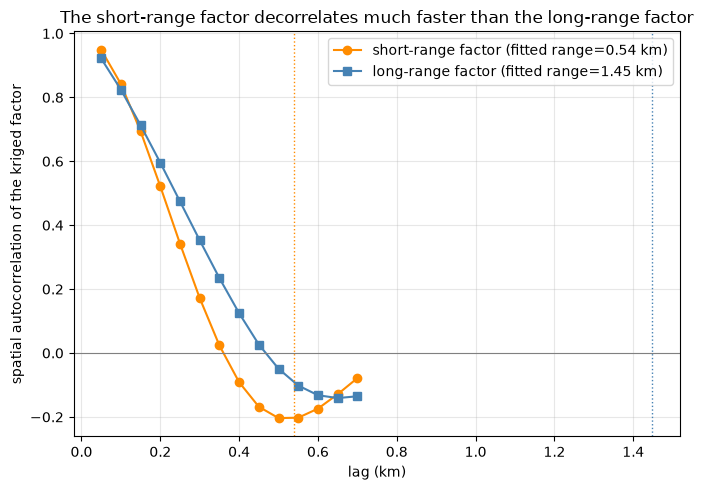 The short-range factor decorrelates much faster than the long-range factor
short-range factor (fitted range=0.54 km)
long-range factor (fitted range=1.45 km)
spatial autocorrelation of the kriged factor
1.0
0.8
0.6
0.4
0.2
0.0
−0.2
0.0 0.2 0.4 0.6 0.8 1.0 1.2 1.4
lag (km)